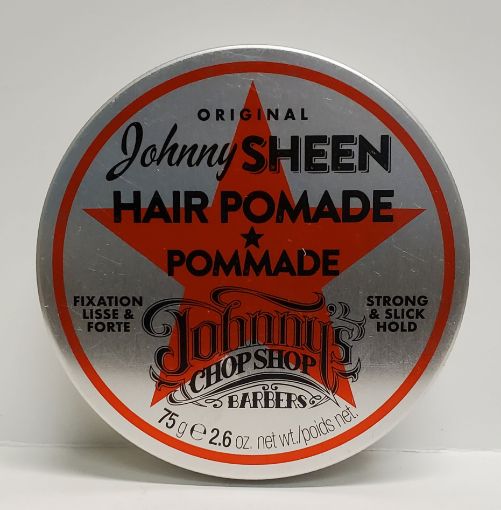 ORIGINAL
Johnny SHEEN
HAIR POMADE
POMMADE
FIXATION
LISSE &
FORTE
STRONG
& SLICK
HOLD
Johnny's
CHOP SHOP
BARBERS
75 g e 2.6 oz. net wt./poids net.